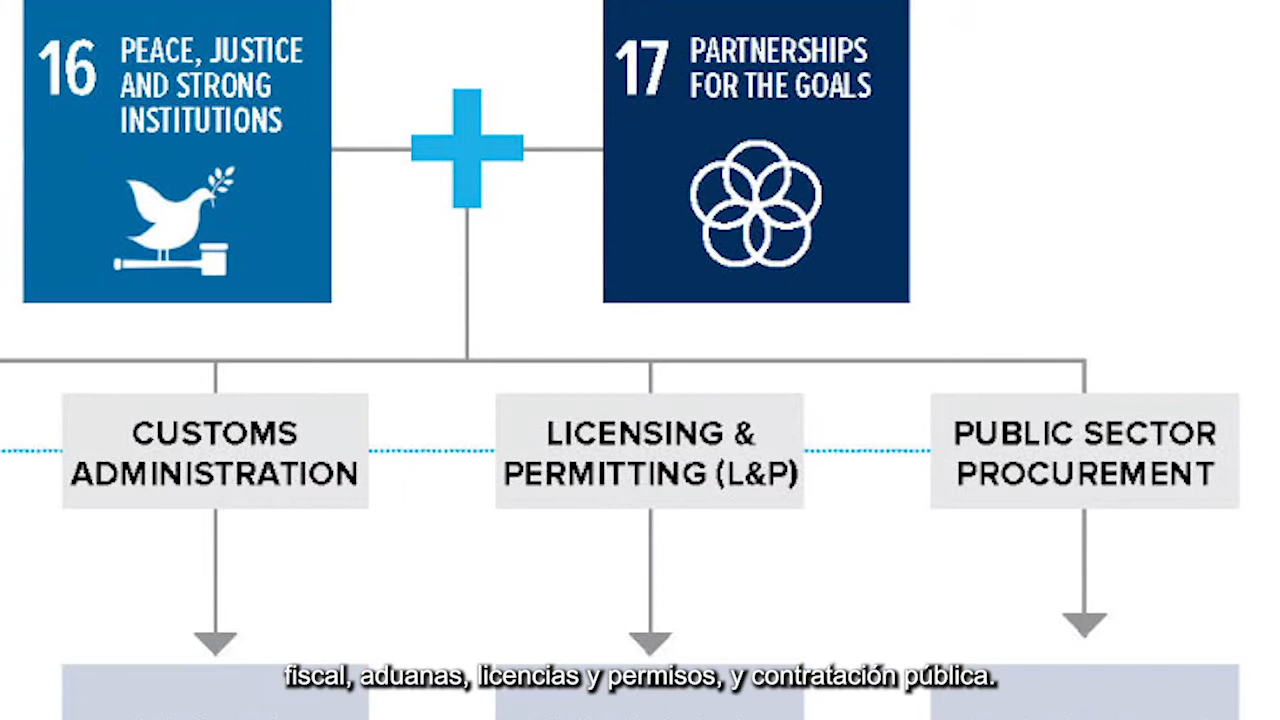 16 PEACE, JUSTICE
AND STRONG
INSTITUTIONS
17 PARTNERSHIPS
FOR THE GOALS
CUSTOMS
ADMINISTRATION
LICENSING &
PERMITTING (L&P)
PUBLIC SECTOR
PROCUREMENT
fiscal, aduanas, licencias y permisos, y contratación pública.